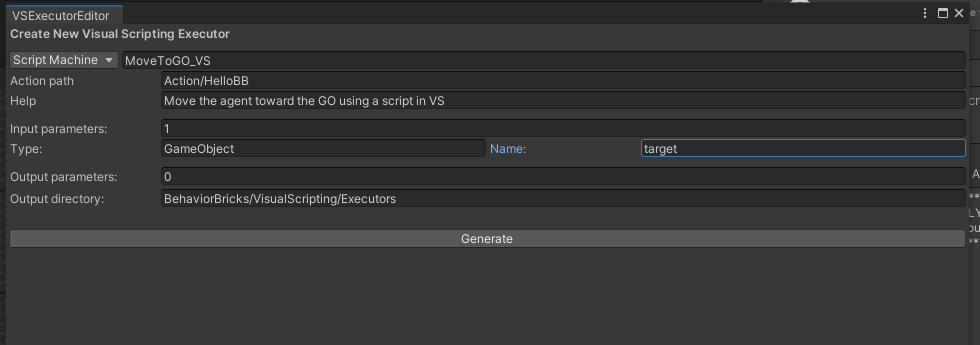 VSExecutorEditor
Create New Visual Scripting Executor
Script Machine MoveToGO_VS
Action path Action/HelloBB
Help Move the agent toward the GO using a script in VS
Input parameters: 1
Type: GameObject Name: target
Output parameters: 0
Output directory: BehaviorBricks/VisualScripting/Executors
Generate